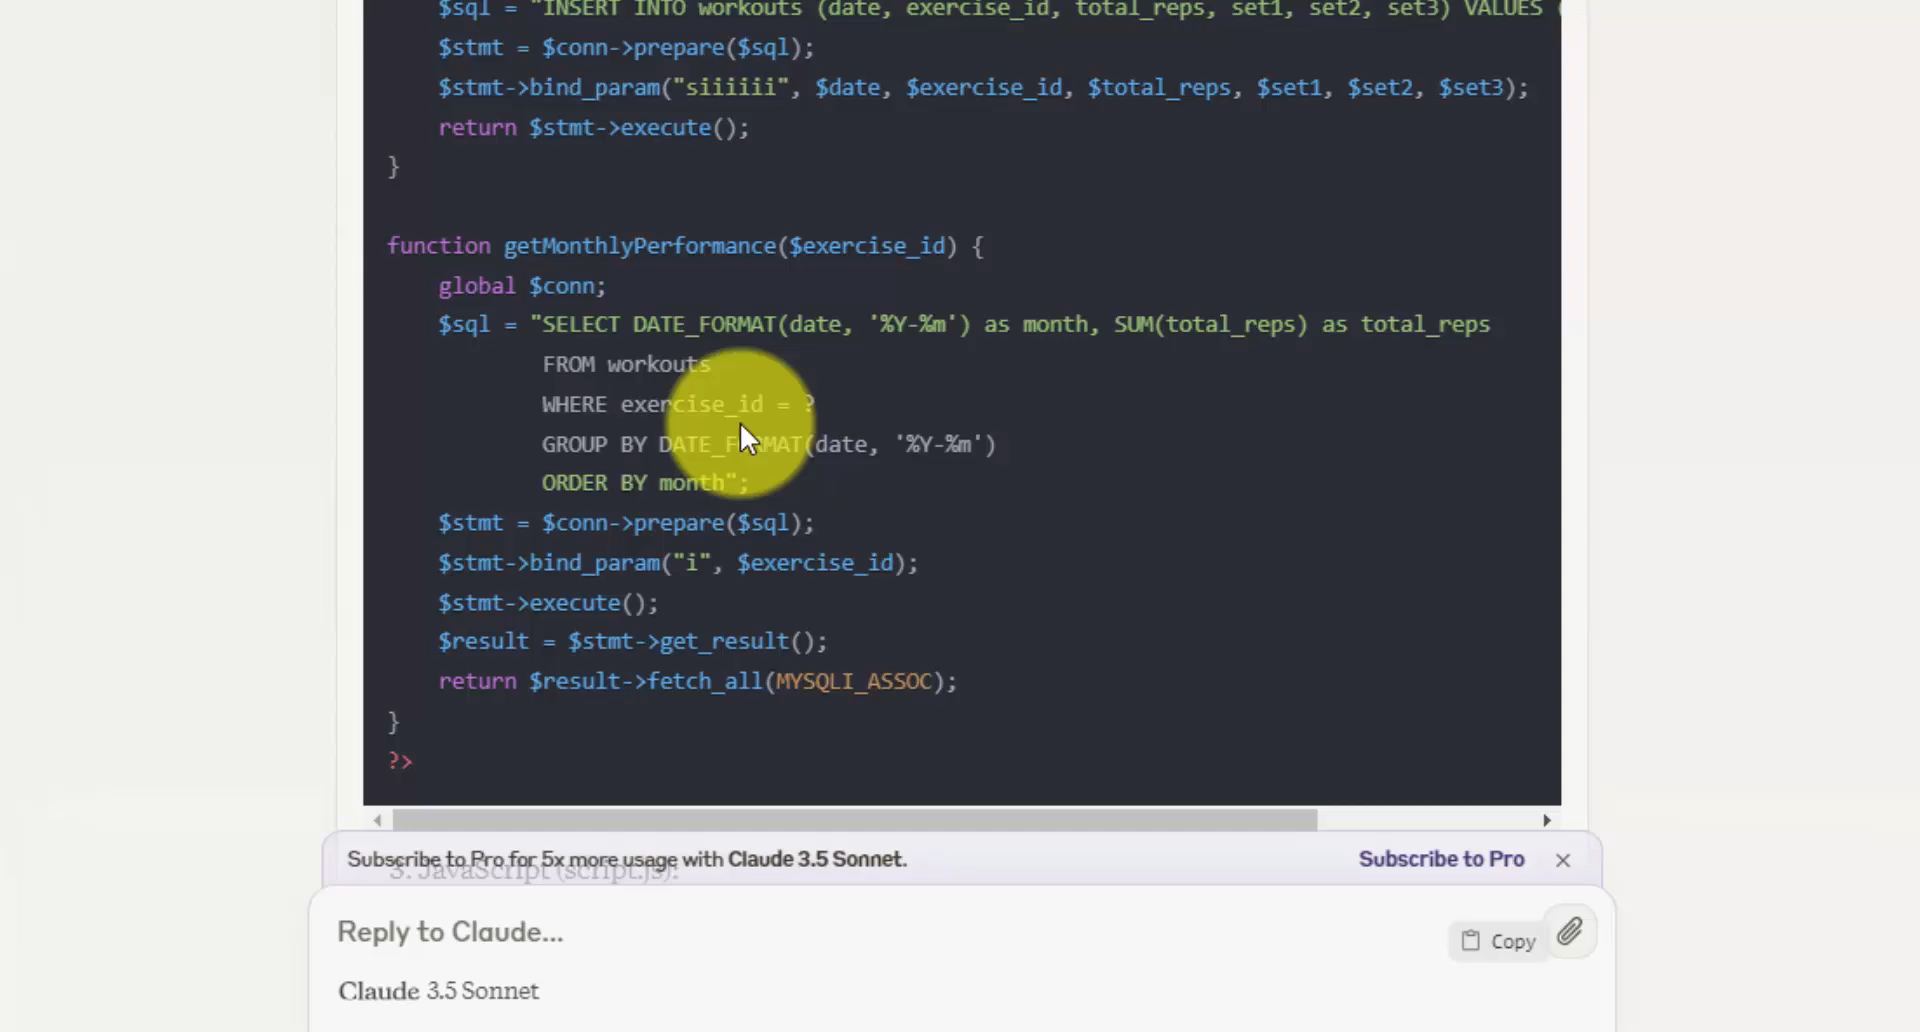 $sql = "INSERT INTO workouts (date, exercise_id, total_reps, set1, set2, set3) VALUES (
$stmt = $conn->prepare($sql);
$stmt->bind_param("siiiiii", $date, $exercise_id, $total_reps, $set1, $set2, $set3);
return $stmt->execute();
}
function getMonthlyPerformance($exercise_id) {
global $conn;
$sql = "SELECT DATE_FORMAT(date, '%Y-%m') as month, SUM(total_reps) as total_reps
FROM workouts
WHERE exercise_id = ?
GROUP BY DATE_FORMAT(date, '%Y-%m')
ORDER BY month";
$stmt = $conn->prepare($sql);
$stmt->bind_param("i", $exercise_id);
$stmt->execute();
$result = $stmt->get_result();
return $result->fetch_all(MYSQLI_ASSOC);
}
?>
Subscribe to Pro for 5x more usage with Claude 3.5 Sonnet.
Subscribe to Pro
3. JavaScript (script.js):
Reply to Claude...
Copy
Claude 3.5 Sonnet